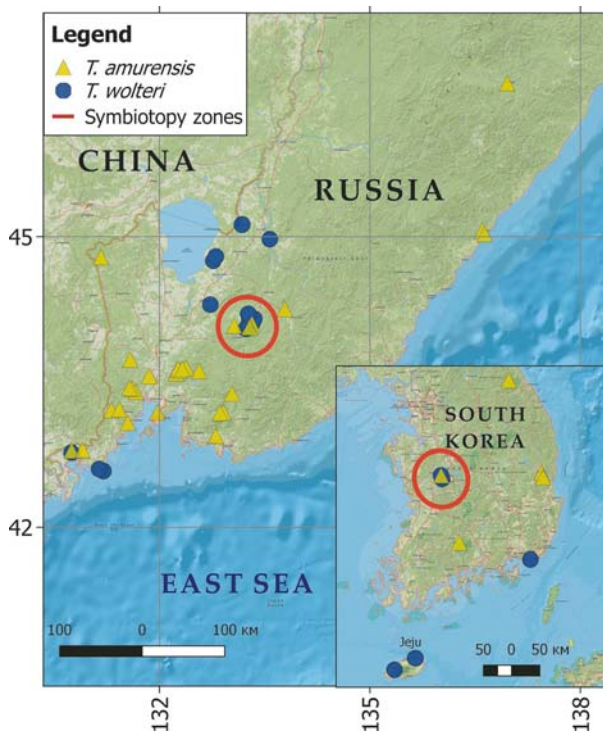 Legend
T. amurensis
T. wolteri
Symbiotopy zones
CHINA
RUSSIA
45
SOUTH
KOREA
42
EAST SEA
100 0 100 км
Jeju
50 0 50 км
132
135
138